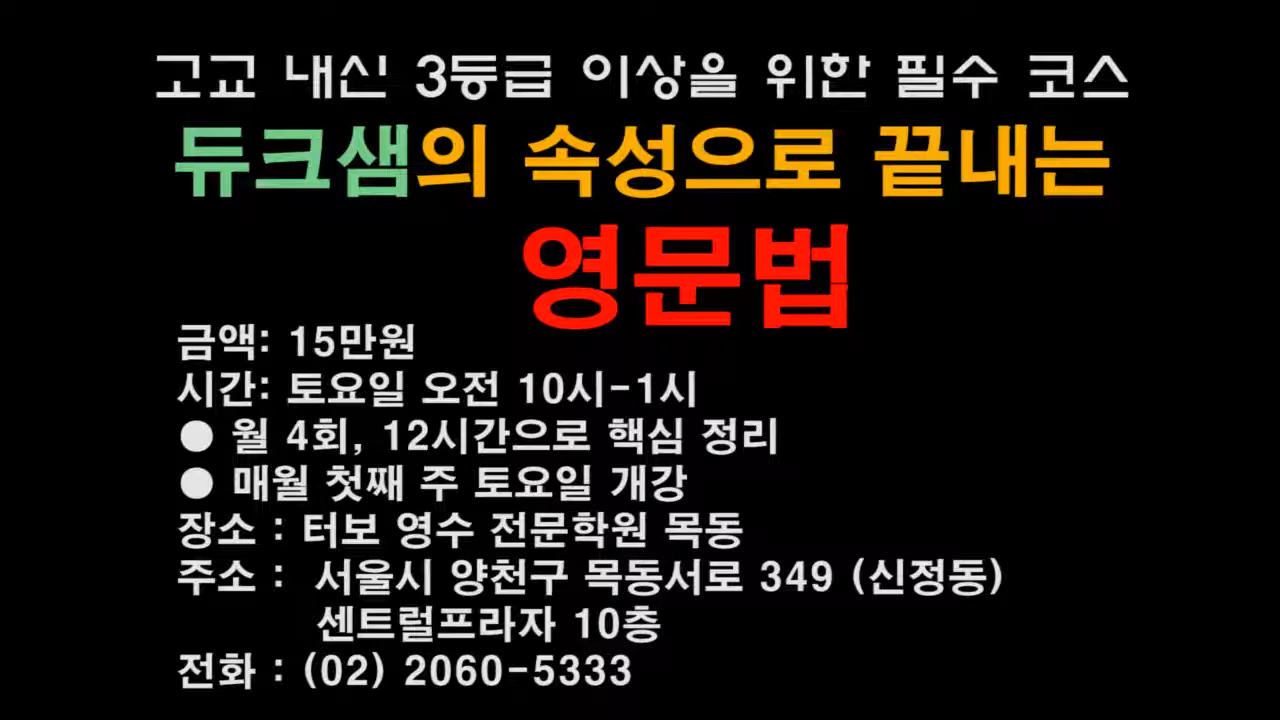 고교 내신 3등급 이상을 위한 필수 코스
듀크샘의 속성으로 끝내는
영문법
금액: 15만원
시간: 토요일 오전 10시-1시
● 월 4회, 12시간으로 핵심 정리
● 매월 첫째 주 토요일 개강
장소 : 터보 영수 전문학원 목동
주소 : 서울시 양천구 목동서로 349 (신정동)
센트럴프라자 10층
전화 : (02) 2060-5333